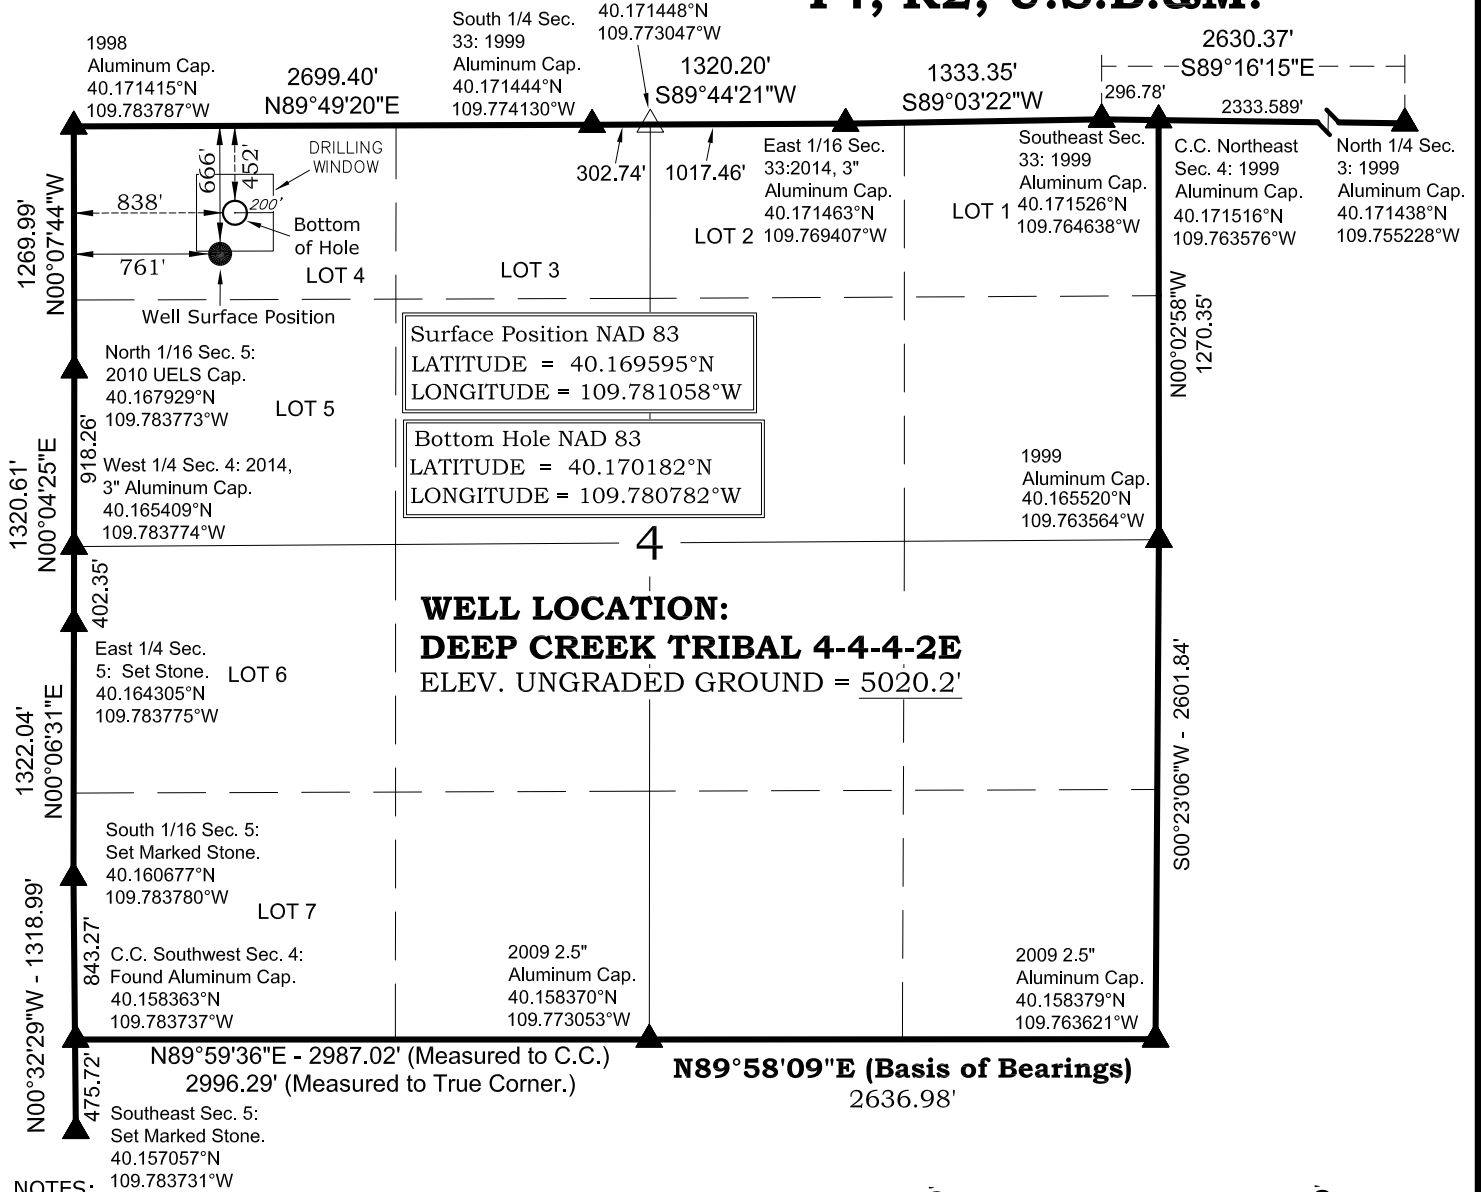 T4, R2, U.S.B.&M.
1998
Aluminum Cap.
40.171415°N
109.783787°W
2699.40'
N89°49'20"E
South 1/4 Sec.
33: 1999
Aluminum Cap.
40.171444°N
109.774130°W
40.171448°N
109.773047°W
1320.20'
S89°44'21"W
1333.35'
S89°03'22"W
2630.37'
S89°16'15"E
296.78'
2333.589'
302.74'
1017.46'
East 1/16 Sec.
33:2014, 3"
Aluminum Cap.
40.171463°N
109.769407°W
Southeast Sec.
33: 1999
Aluminum Cap.
40.171526°N
109.764638°W
C.C. Northeast
Sec. 4: 1999
Aluminum Cap.
40.171516°N
109.763576°W
North 1/4 Sec.
3: 1999
Aluminum Cap.
40.171438°N
109.755228°W
666'
452'
DRILLING
WINDOW
838'
200'
Bottom
of Hole
761'
LOT 4
LOT 3
LOT 2
LOT 1
Well Surface Position
1269.99'
N00°07'44"W
N00°02'58"W
1270.35'
Surface Position NAD 83
LATITUDE = 40.169595°N
LONGITUDE = 109.781058°W
North 1/16 Sec. 5:
2010 UELS Cap.
40.167929°N
109.783773°W
LOT 5
Bottom Hole NAD 83
LATITUDE = 40.170182°N
LONGITUDE = 109.780782°W
918.26'
1320.61'
N00°04'25"E
West 1/4 Sec. 4: 2014,
3" Aluminum Cap.
40.165409°N
109.783774°W
1999
Aluminum Cap.
40.165520°N
109.763564°W
4
402.35'
WELL LOCATION:
DEEP CREEK TRIBAL 4-4-4-2E
ELEV. UNGRADED GROUND = 5020.2'
East 1/4 Sec.
5: Set Stone.
40.164305°N
109.783775°W
LOT 6
1322.04'
N00°06'31"E
S00°23'06"W - 2601.84'
South 1/16 Sec. 5:
Set Marked Stone.
40.160677°N
109.783780°W
LOT 7
N00°32'29"W - 1318.99'
843.27'
C.C. Southwest Sec. 4:
Found Aluminum Cap.
40.158363°N
109.783737°W
2009 2.5"
Aluminum Cap.
40.158370°N
109.773053°W
2009 2.5"
Aluminum Cap.
40.158379°N
109.763621°W
N89°59'36"E - 2987.02' (Measured to C.C.)
2996.29' (Measured to True Corner.)
N89°58'09"E (Basis of Bearings)
2636.98'
475.72'
Southeast Sec. 5:
Set Marked Stone.
40.157057°N
109.783731°W
NOTES: